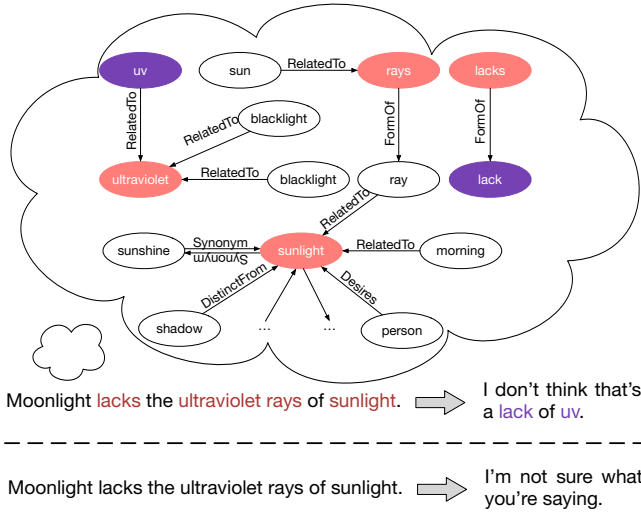 uv
sun
RelatedTo
rays
lacks
RelatedTo
RelatedTo
blacklight
FormOf
FormOf
ultraviolet
RelatedTo
blacklight
ray
lack
RelatedTo
sunshine
Synonym
Synonym
sunlight
RelatedTo
morning
DistinctFrom
Desires
shadow
...
...
person
Moonlight lacks the ultraviolet rays of sunlight.
I don't think that's
a lack of uv.
Moonlight lacks the ultraviolet rays of sunlight.
I'm not sure what
you're saying.